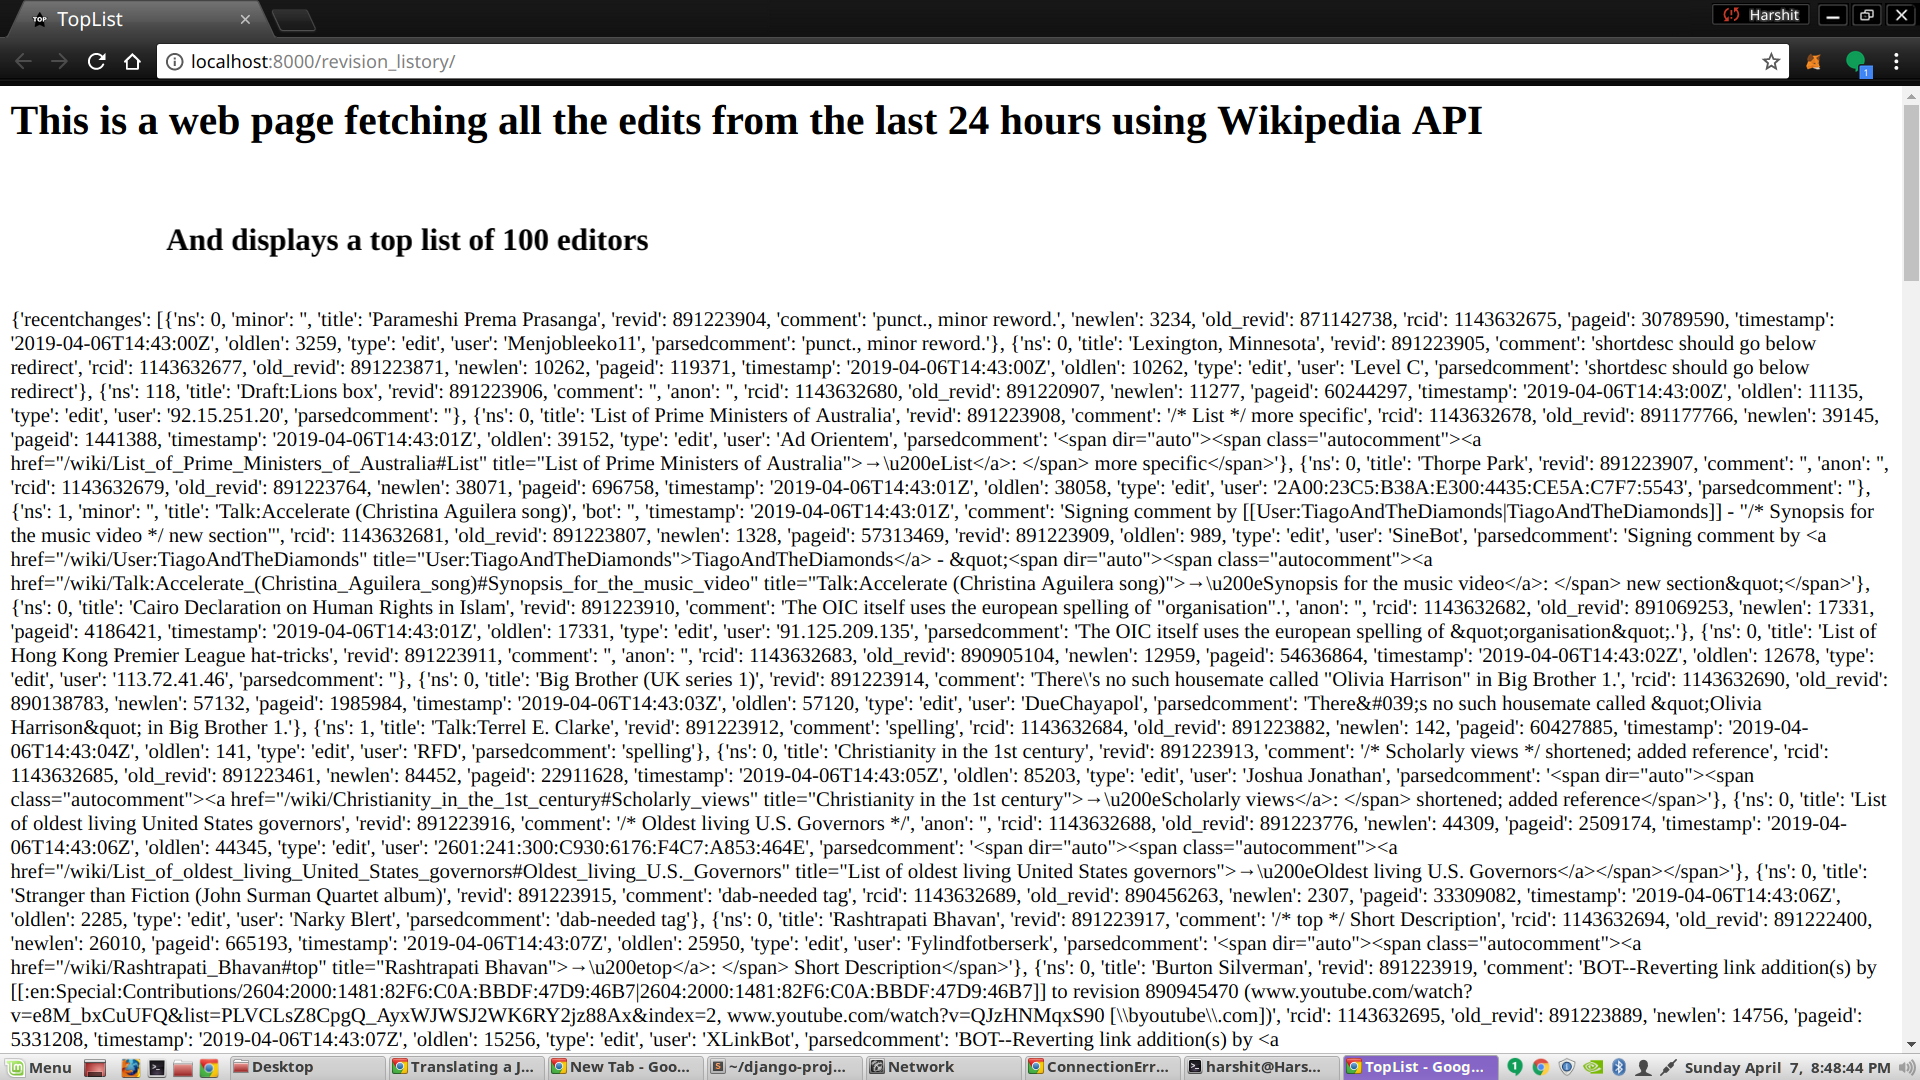 TOP TopList
Harshit
localhost:8000/revision_listory/
1
This is a web page fetching all the edits from the last 24 hours using Wikipedia API
And displays a top list of 100 editors
{'recentchanges': [{'ns': 0, 'minor': '', 'title': 'Parameshi Prema Prasanga', 'revid': 891223904, 'comment': 'punct., minor reword.', 'newlen': 3234, 'old_revid': 871142738, 'rcid': 1143632675, 'pageid': 30789590, 'timestamp':
'2019-04-06T14:43:00Z', 'oldlen': 3259, 'type': 'edit', 'user': 'Menjobleeko11', 'parsedcomment': 'punct., minor reword.'}, {'ns': 0, 'title': 'Lexington, Minnesota', 'revid': 891223905, 'comment': 'shortdesc should go below
redirect', 'rcid': 1143632677, 'old_revid': 891223871, 'newlen': 10262, 'pageid': 119371, 'timestamp': '2019-04-06T14:43:00Z', 'oldlen': 10262, 'type': 'edit', 'user': 'Level C', 'parsedcomment': 'shortdesc should go below
redirect'}, {'ns': 118, 'title': 'Draft:Lions box', 'revid': 891223906, 'comment': '', 'anon': '', 'rcid': 1143632680, 'old_revid': 891220907, 'newlen': 11277, 'pageid': 60244297, 'timestamp': '2019-04-06T14:43:00Z', 'oldlen': 11135,
'type': 'edit', 'user': '92.15.251.20', 'parsedcomment': ''}, {'ns': 0, 'title': 'List of Prime Ministers of Australia', 'revid': 891223908, 'comment': '/* List */ more specific', 'rcid': 1143632678, 'old_revid': 891177766, 'newlen': 39145,
'pageid': 1441388, 'timestamp': '2019-04-06T14:43:01Z', 'oldlen': 39152, 'type': 'edit', 'user': 'Ad Orientem', 'parsedcomment': '<span dir="auto"><span class="autocomment"><a
href="/wiki/List_of_Prime_Ministers_of_Australia#List" title="List of Prime Ministers of Australia">→\u200eList</a>: </span> more specific</span>'}, {'ns': 0, 'title': 'Thorpe Park', 'revid': 891223907, 'comment': '', 'anon': '',
'rcid': 1143632679, 'old_revid': 891223764, 'newlen': 38071, 'pageid': 696758, 'timestamp': '2019-04-06T14:43:01Z', 'oldlen': 38058, 'type': 'edit', 'user': '2A00:23C5:B38A:E300:4435:CE5A:C7F7:5543', 'parsedcomment': ''},
{'ns': 1, 'minor': '', 'title': 'Talk:Accelerate (Christina Aguilera song)', 'bot': '', 'timestamp': '2019-04-06T14:43:01Z', 'comment': 'Signing comment by [[User:TiagoAndTheDiamonds|TiagoAndTheDiamonds]] - "/* Synopsis for
the music video */ new section"', 'rcid': 1143632681, 'old_revid': 891223807, 'newlen': 1328, 'pageid': 57313469, 'revid': 891223909, 'oldlen': 989, 'type': 'edit', 'user': 'SineBot', 'parsedcomment': 'Signing comment by <a
href="/wiki/User:TiagoAndTheDiamonds" title="User:TiagoAndTheDiamonds">TiagoAndTheDiamonds</a> - &quot;<span dir="auto"><span class="autocomment"><a
href="/wiki/Talk:Accelerate_(Christina_Aguilera_song)#Synopsis_for_the_music_video" title="Talk:Accelerate (Christina Aguilera song)">→\u200eSynopsis for the music video</a>: </span> new section&quot;</span>'},
{'ns': 0, 'title': 'Cairo Declaration on Human Rights in Islam', 'revid': 891223910, 'comment': 'The OIC itself uses the european spelling of "organisation".', 'anon': '', 'rcid': 1143632682, 'old_revid': 891069253, 'newlen': 17331,
'pageid': 4186421, 'timestamp': '2019-04-06T14:43:01Z', 'oldlen': 17331, 'type': 'edit', 'user': '91.125.209.135', 'parsedcomment': 'The OIC itself uses the european spelling of &quot;organisation&quot;.'}, {'ns': 0, 'title': 'List of
Hong Kong Premier League hat-tricks', 'revid': 891223911, 'comment': '', 'anon': '', 'rcid': 1143632683, 'old_revid': 890905104, 'newlen': 12959, 'pageid': 54636864, 'timestamp': '2019-04-06T14:43:02Z', 'oldlen': 12678, 'type':
'edit', 'user': '113.72.41.46', 'parsedcomment': ''}, {'ns': 0, 'title': 'Big Brother (UK series 1)', 'revid': 891223914, 'comment': 'There\'s no such housemate called "Olivia Harrison" in Big Brother 1.', 'rcid': 1143632690, 'old_revid':
890138783, 'newlen': 57132, 'pageid': 1985984, 'timestamp': '2019-04-06T14:43:03Z', 'oldlen': 57120, 'type': 'edit', 'user': 'DueChayapol', 'parsedcomment': 'There&#039;s no such housemate called &quot;Olivia
Harrison&quot; in Big Brother 1.'}, {'ns': 1, 'title': 'Talk:Terrel E. Clarke', 'revid': 891223912, 'comment': 'spelling', 'rcid': 1143632684, 'old_revid': 891223882, 'newlen': 142, 'pageid': 60427885, 'timestamp': '2019-04-
06T14:43:04Z', 'oldlen': 141, 'type': 'edit', 'user': 'RFD', 'parsedcomment': 'spelling'}, {'ns': 0, 'title': 'Christianity in the 1st century', 'revid': 891223913, 'comment': '/* Scholarly views */ shortened; added reference', 'rcid':
1143632685, 'old_revid': 891223461, 'newlen': 84452, 'pageid': 22911628, 'timestamp': '2019-04-06T14:43:05Z', 'oldlen': 85203, 'type': 'edit', 'user': 'Joshua Jonathan', 'parsedcomment': '<span dir="auto"><span
class="autocomment"><a href="/wiki/Christianity_in_the_1st_century#Scholarly_views" title="Christianity in the 1st century">→\u200eScholarly views</a>: </span> shortened; added reference</span>'}, {'ns': 0, 'title': 'List
of oldest living United States governors', 'revid': 891223916, 'comment': '/* Oldest living U.S. Governors */', 'anon': '', 'rcid': 1143632688, 'old_revid': 891223776, 'newlen': 44309, 'pageid': 2509174, 'timestamp': '2019-04-
06T14:43:06Z', 'oldlen': 44345, 'type': 'edit', 'user': '2601:241:300:C930:6176:F4C7:A853:464E', 'parsedcomment': '<span dir="auto"><span class="autocomment"><a
href="/wiki/List_of_oldest_living_United_States_governors#Oldest_living_U.S._Governors" title="List of oldest living United States governors">→\u200eOldest living U.S. Governors</a></span></span>'}, {'ns': 0, 'title':
'Stranger than Fiction (John Surman Quartet album)', 'revid': 891223915, 'comment': 'dab-needed tag', 'rcid': 1143632689, 'old_revid': 890456263, 'newlen': 2307, 'pageid': 33309082, 'timestamp': '2019-04-06T14:43:06Z',
'oldlen': 2285, 'type': 'edit', 'user': 'Narky Blert', 'parsedcomment': 'dab-needed tag'}, {'ns': 0, 'title': 'Rashtrapati Bhavan', 'revid': 891223917, 'comment': '/* top */ Short Description', 'rcid': 1143632694, 'old_revid': 891222400,
'newlen': 26010, 'pageid': 665193, 'timestamp': '2019-04-06T14:43:07Z', 'oldlen': 25950, 'type': 'edit', 'user': 'Fylindfotberserk', 'parsedcomment': '<span dir="auto"><span class="autocomment"><a
href="/wiki/Rashtrapati_Bhavan#top" title="Rashtrapati Bhavan">→\u200etop</a>: </span> Short Description</span>'}, {'ns': 0, 'title': 'Burton Silverman', 'revid': 891223919, 'comment': 'BOT--Reverting link addition(s) by
[[:en:Special:Contributions/2604:2000:1481:82F6:C0A:BBDF:47D9:46B7|2604:2000:1481:82F6:C0A:BBDF:47D9:46B7]] to revision 890945470 (www.youtube.com/watch?
v=e8M_bxCuUFQ&list=PLVCLsZ8CpgQ_AyxWJWSJ2WK6RY2jz88Ax&index=2, www.youtube.com/watch?v=QJzHNMqxS90 [\\byoutube\\.com])', 'rcid': 1143632695, 'old_revid': 891223889, 'newlen': 14756, 'pageid':
5331208, 'timestamp': '2019-04-06T14:43:07Z', 'oldlen': 15256, 'type': 'edit', 'user': 'XLinkBot', 'parsedcomment': 'BOT--Reverting link addition(s) by <a
Menu Desktop Translating a J... New Tab - Goo... ~/django-proj... Network ConnectionErr... harshit@Hars... TopList - Goog... 1 Sunday April 7, 8:48:44 PM